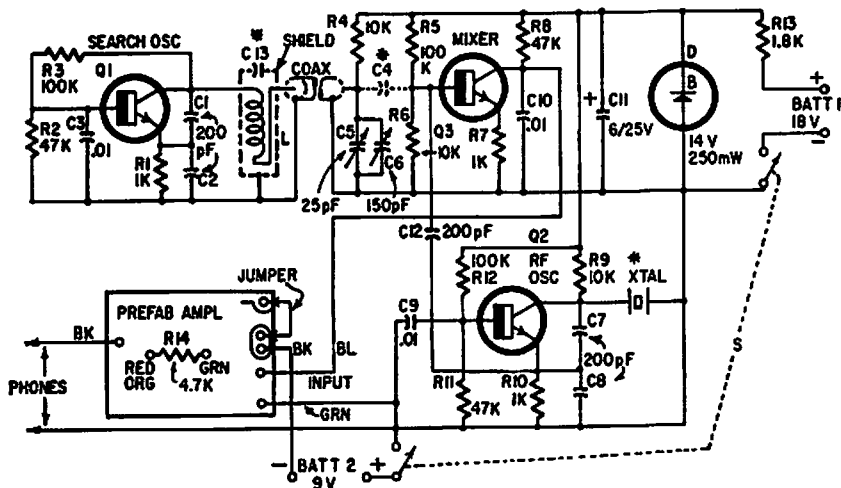 SEARCH OSC
Q1
R3
100K
R2
47K
C3
.01
R1
1K
C1
200
pF
C2
*
C13
SHIELD
COAX
L
R4
10K
R5
100
K
*
C4
MIXER
R6
10K
Q3
R7
1K
R8
47K
C10
.01
+
C11
6/25V
D
B
14V
250mW
R13
1.8K
+
BATT 1
18V
-
C5
C6
25pF
150pF
C12
200pF
Q2
RF
OSC
100K
R12
R9
10K
*
XTAL
C9
.01
C7
200pF
C8
R11
47K
R10
1K
S
JUMPER
PREFAB AMPL
BK
R14
RED
ORG
GRN
4.7K
BK
BL
INPUT
GRN
PHONES
- BATT 2 +
9V